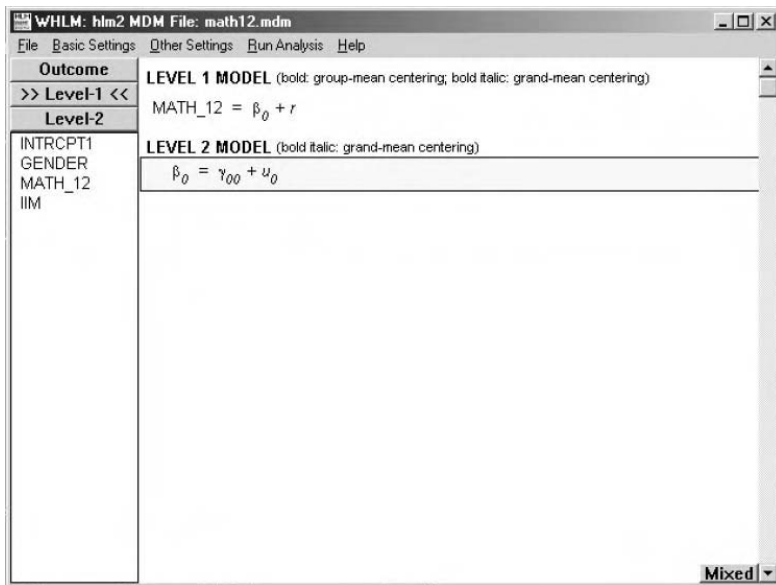 WHLM: hlm2 MDM File: math12.mdm
File Basic Settings Other Settings Run Analysis Help
Outcome
>> Level-1 <<
Level-2
INTRCPT1
GENDER
MATH_12
IIM
LEVEL 1 MODEL (bold: group-mean centering; bold italic: grand-mean centering)
MATH_12 = β₀ + r
LEVEL 2 MODEL (bold italic: grand-mean centering)
β₀ = γ₀₀ + u₀
Mixed